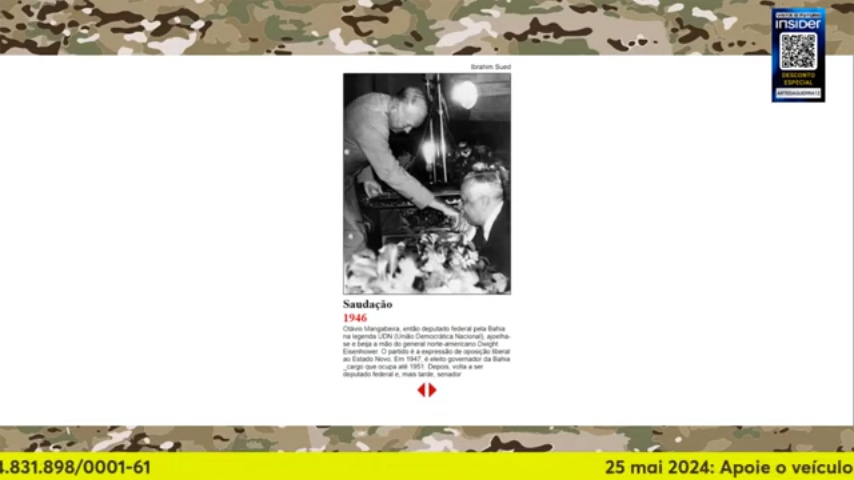 insider
DESCONTO
ESPECIAL
Ibrahim Sued
Saudação
1946
Otávio Mangabeira, então deputado federal pela Bahia
na legenda UDN (União Democrática Nacional), ajoelha-
se e beija a mão do general norte-americano Dwight
Eisenhower. O partido é a expressão de oposição liberal
ao Estado Novo. Em 1947, é eleito governador da Bahia
_cargo que ocupa até 1951. Depois, volta a ser
deputado federal e, mais tarde, senador
4.831.898/0001-61
25 mai 2024: Apoie o veículo